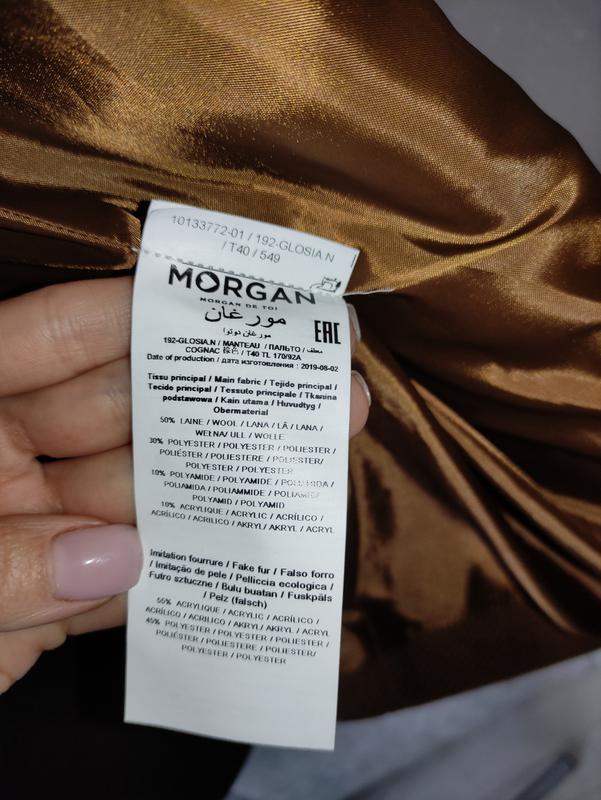 10133772-01 / 192-GLOSIA.N
/ T40 / 549
MORGAN
MORGAN DE TOI
مورغان
مورغان دوتوا
EAC
192-GLOSIA.N / MANTEAU / ПАЛЬТО / معطف
COGNAC 棕色 / T40 TL 170/92A
Date of production / дата изготовления : 2019-08-02
Tissu principal / Main fabric / Tejido principal /
Tecido principal / Tessuto principale / Tkanina
podstawowa / Kain utama / Huvudtyg /
Obermaterial
50% LAINE / WOOL / LANA / LÃ / LANA /
WEŁNA/ ULL / WOLLE
30% POLYESTER / POLYESTER / POLIESTER /
POLIÉSTER / POLIESTERE / POLIESTER/
POLYESTER / POLYESTER
10% POLYAMIDE / POLYAMIDE / POLIAMIDA /
POLIAMIDA / POLIAMMIDE / POLIAMID/
POLYAMID / POLYAMID
10% ACRYLIQUE / ACRYLIC / ACRÍLICO /
ACRÍLICO / ACRILICO / AKRYL/ AKRYL / ACRYL
Imitation fourrure / Fake fur / Falso forro
/ Imitação de pele / Pelliccia ecologica /
Futro sztuczne / Bulu buatan / Fuskpäls
/ Pelz (falsch)
55% ACRYLIQUE / ACRYLIC / ACRÍLICO /
ACRÍLICO / ACRILICO / AKRYL/ AKRYL / ACRYL
45% POLYESTER / POLYESTER / POLIESTER /
POLIÉSTER / POLIESTERE / POLIESTER/
POLYESTER / POLYESTER